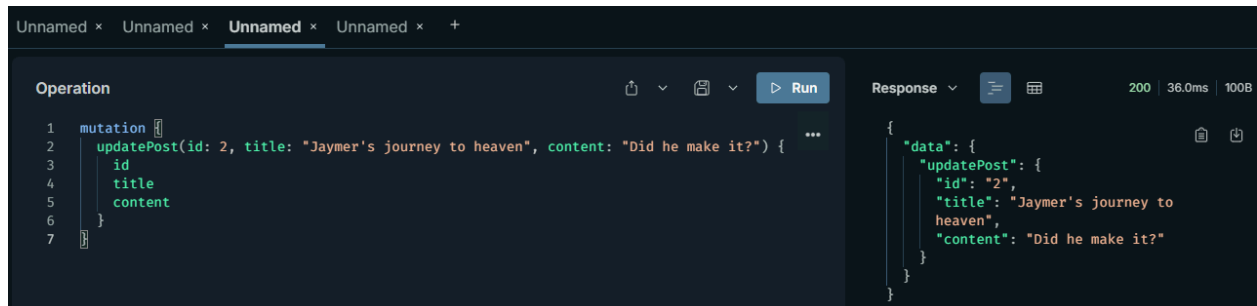 Unnamed × Unnamed × Unnamed × Unnamed × +
Operation Run
1 mutation {
2 updatePost(id: 2, title: "Jaymer's journey to heaven", content: "Did he make it?") {
3 id
4 title
5 content
6 }
7 }
Response 200 36.0ms 100B
{
"data": {
"updatePost": {
"id": "2",
"title": "Jaymer's journey to
heaven",
"content": "Did he make it?"
}
}
}